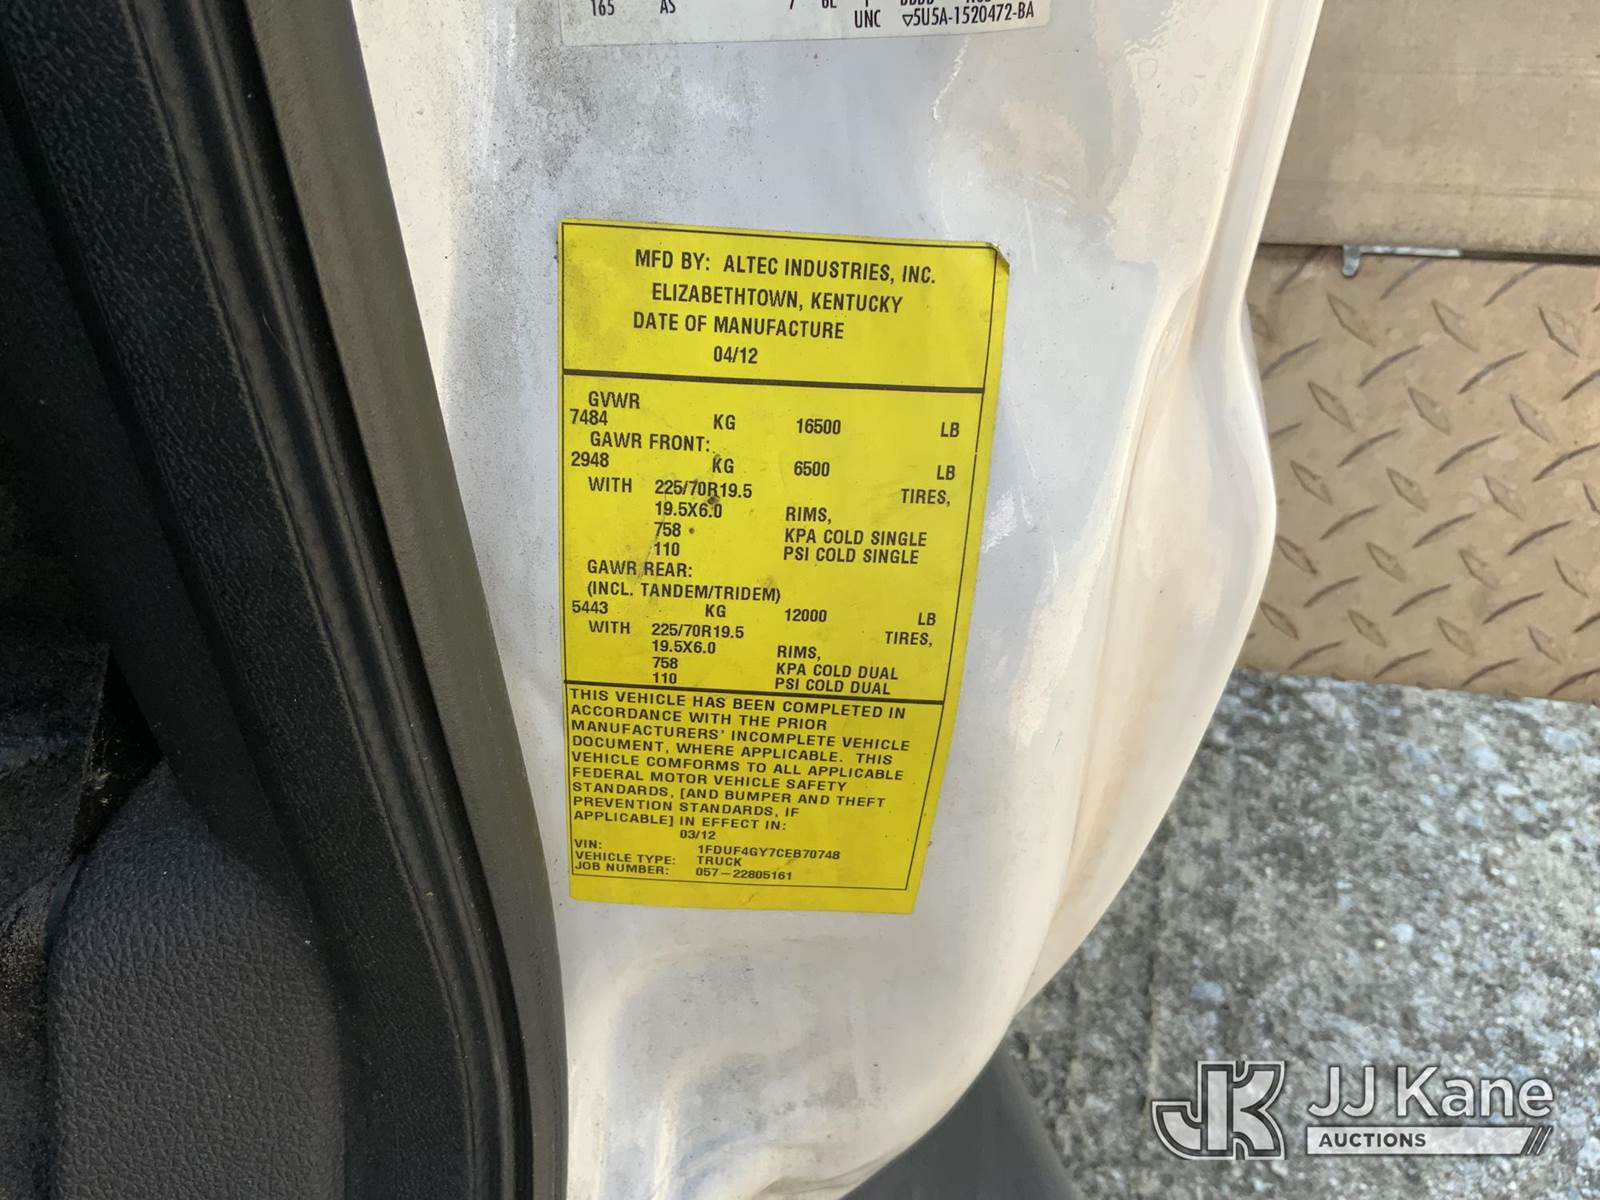 165 AS 7
UNC ▽5U5A-1520472-BA
MFD BY: ALTEC INDUSTRIES, INC.
ELIZABETHTOWN, KENTUCKY
DATE OF MANUFACTURE
04/12
GVWR
7484 KG 16500 LB
GAWR FRONT:
2948 KG 6500 LB
WITH 225/70R19.5 TIRES,
19.5X6.0 RIMS,
758 KPA COLD SINGLE
110 PSI COLD SINGLE
GAWR REAR:
(INCL. TANDEM/TRIDEM)
5443 KG 12000 LB
WITH 225/70R19.5 TIRES,
19.5X6.0 RIMS,
758 KPA COLD DUAL
110 PSI COLD DUAL
THIS VEHICLE HAS BEEN COMPLETED IN
ACCORDANCE WITH THE PRIOR
MANUFACTURERS' INCOMPLETE VEHICLE
DOCUMENT, WHERE APPLICABLE. THIS
VEHICLE COMFORMS TO ALL APPLICABLE
FEDERAL MOTOR VEHICLE SAFETY
STANDARDS, [AND BUMPER AND THEFT
PREVENTION STANDARDS, IF
APPLICABLE] IN EFFECT IN:
03/12
VIN: 1FDUF4GY7CEB70748
VEHICLE TYPE: TRUCK
JOB NUMBER: 057-22805161
JK JJ Kane
AUCTIONS